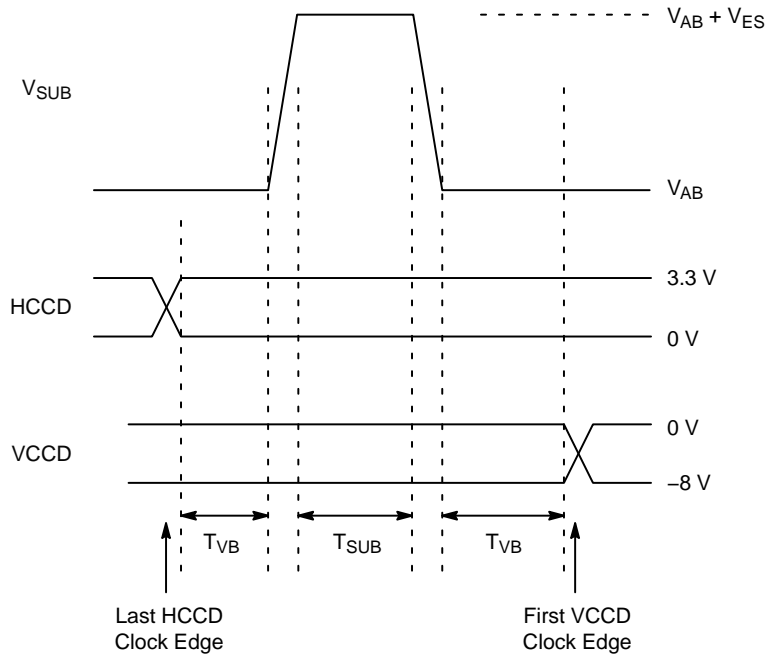 V_AB + V_ES
V_SUB
V_AB
3.3 V
HCCD
0 V
0 V
VCCD
–8 V
T_VB
T_SUB
T_VB
Last HCCD
Clock Edge
First VCCD
Clock Edge